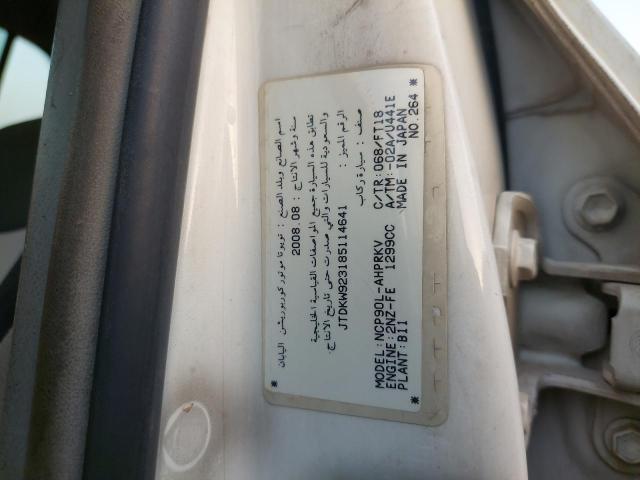 اسم الصانع وبلد الصنع : تويوتا موتور كوربوريشن اليابان
سنة وشهر الانتاج : 2008.08
تطابق هذه السيارة جميع المواصفات القياسية الخليجية
والسعودية للسيارات والتي صدرت حتى تاريخ الانتاج.
الرقم المميز : JTDKW923185114641
صنف : سيارة ركاب
* MODEL:NCP90L-AHPRKV C/TR:068/FT18 *
ENGINE:2NZ-FE 1299CC A/TM:-02A/U441E
PLANT:B11 MADE IN JAPAN
NO.264